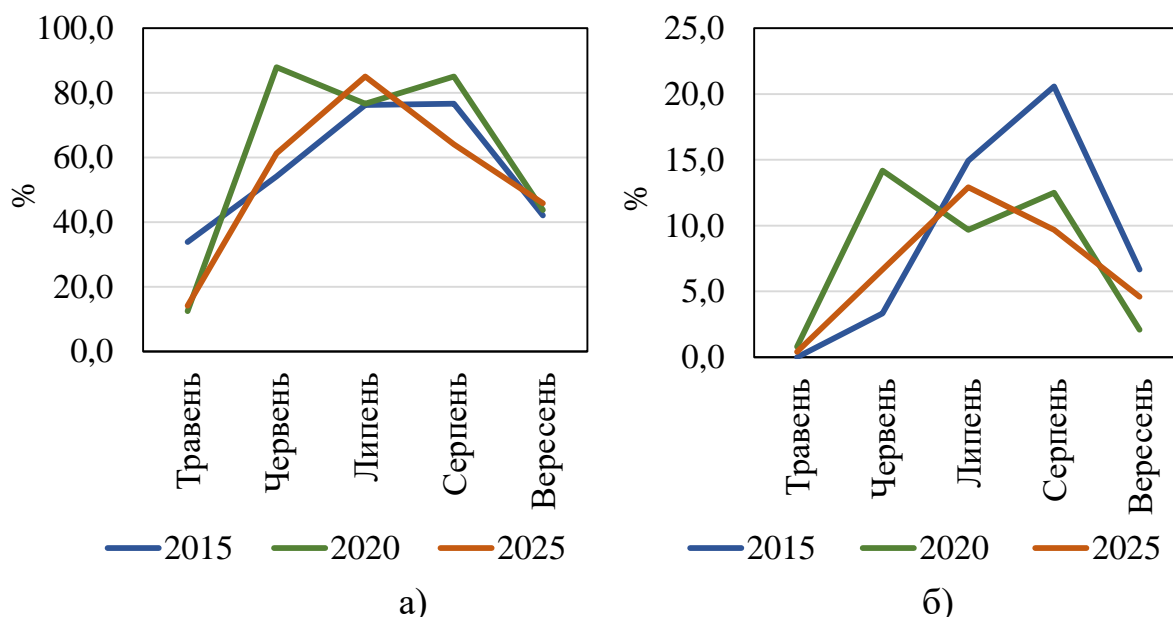 100,0
80,0
60,0
40,0
20,0
0,0
%
Травень
Червень
Липень
Серпень
Вересень
2015 2020 2025
а)
25,0
20,0
15,0
10,0
5,0
0,0
%
Травень
Червень
Липень
Серпень
Вересень
2015 2020 2025
б)